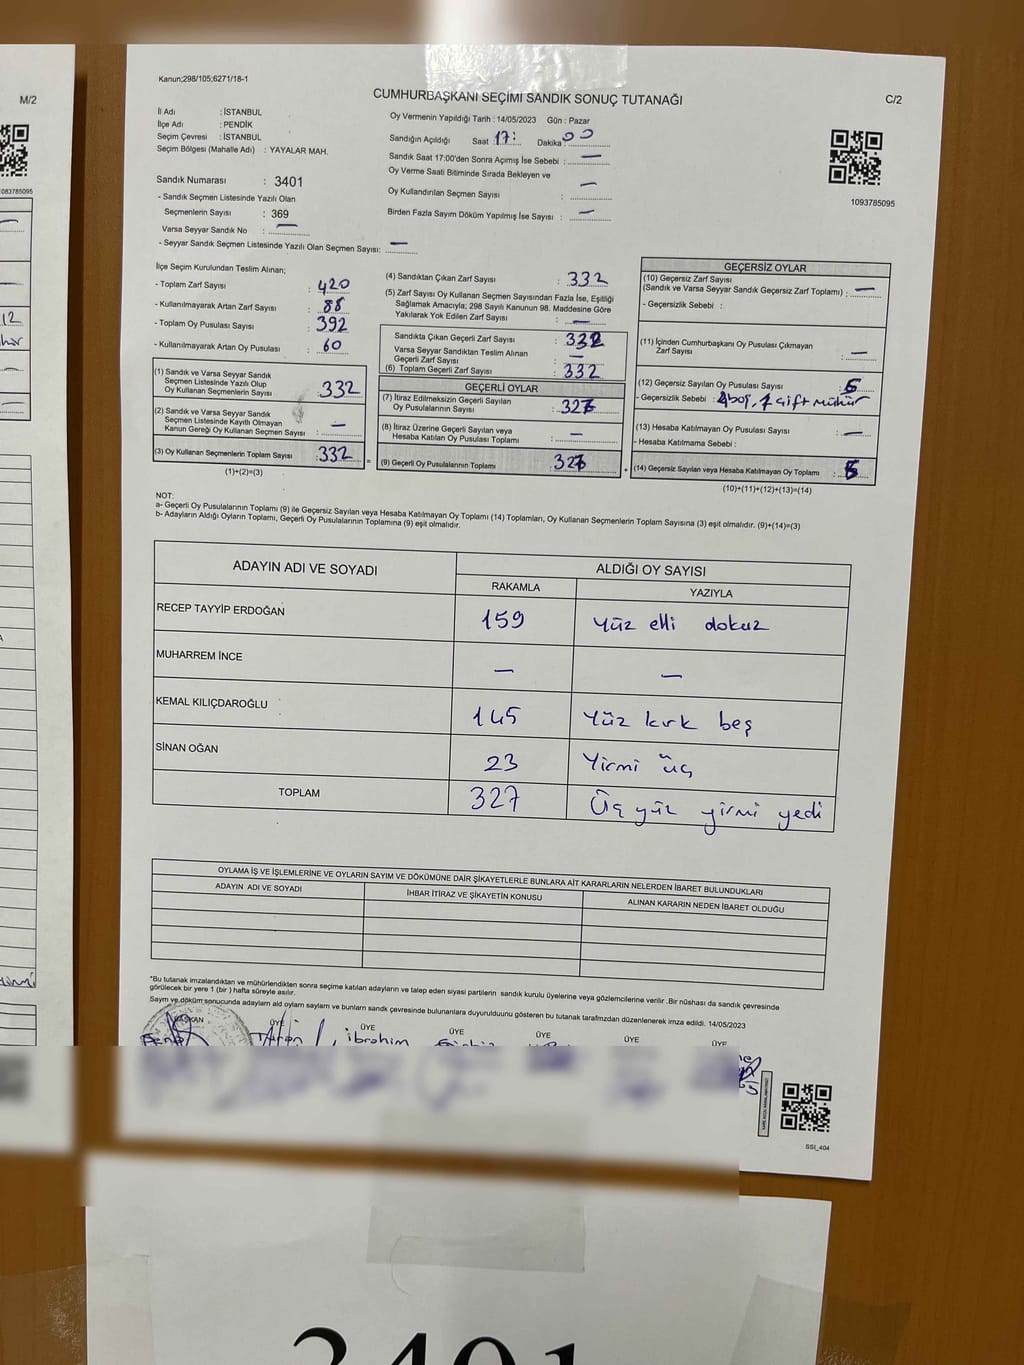 Kanun;298/105;6271/18-1
M/2
C/2
CUMHURBAŞKANI SEÇİMİ SANDIK SONUÇ TUTANAĞI
İl Adı : İSTANBUL
İlçe Adı : PENDİK
Seçim Çevresi : İSTANBUL
Seçim Bölgesi (Mahalle Adı) : YAYALAR MAH.
Sandık Numarası : 3401
- Sandık Seçmen Listesinde Yazılı Olan
Seçmenlerin Sayısı : 369
Varsa Seyyar Sandık No : —
- Seyyar Sandık Seçmen Listesinde Yazılı Olan Seçmen Sayısı: —
Oy Vermenin Yapıldığı Tarih : 14/05/2023 Gün : Pazar
Sandığın Açıldığı Saat 17: Dakika 00
Sandık Saat 17:00'den Sonra Açımış İse Sebebi : —
Oy Verme Saati Bitiminde Sırada Bekleyen ve
Oy Kullandırılan Seçmen Sayısı : —
Birden Fazla Sayım Döküm Yapılmış İse Sayısı : —
1093785095
İlçe Seçim Kurulundan Teslim Alınan;
- Toplam Zarf Sayısı : 420
- Kullanılmayarak Artan Zarf Sayısı : 88
- Toplam Oy Pusulası Sayısı : 392
- Kullanılmayarak Artan Oy Pusulası : 60
(1) Sandık ve Varsa Seyyar Sandık
Seçmen Listesinde Yazılı Olup
Oy Kullanan Seçmenlerin Sayısı : 332
(2) Sandık ve Varsa Seyyar Sandık
Seçmen Listesinde Kayıtlı Olmayan
Kanun Gereği Oy Kullanan Seçmen Sayısı : —
(3) Oy Kullanan Seçmenlerin Toplam Sayısı : 332
(1)+(2)=(3)
(4) Sandıktan Çıkan Zarf Sayısı : 332
(5) Zarf Sayısı Oy Kullanan Seçmen Sayısından Fazla İse, Eşitliği
Sağlamak Amacıyla; 298 Sayılı Kanunun 98. Maddesine Göre
Yakılarak Yok Edilen Zarf Sayısı : —
Sandıkta Çıkan Geçerli Zarf Sayısı : 332
Varsa Seyyar Sandıktan Teslim Alınan
Geçerli Zarf Sayısı : —
(6) Toplam Geçerli Zarf Sayısı : 332
GEÇERLİ OYLAR
(7) İtiraz Edilmeksizin Geçerli Sayılan
Oy Pusulalarının Sayısı : 327
(8) İtiraz Üzerine Geçerli Sayılan veya
Hesaba Katılan Oy Pusulası Toplamı : —
(9) Geçerli Oy Pusulalarının Toplamı : 327
GEÇERSİZ OYLAR
(10) Geçersiz Zarf Sayısı
(Sandık ve Varsa Seyyar Sandık Geçersiz Zarf Toplamı) : —
- Geçersizlik Sebebi :
(11) İçinden Cumhurbaşkanı Oy Pusulası Çıkmayan
Zarf Sayısı : —
(12) Geçersiz Sayılan Oy Pusulası Sayısı : 5
- Geçersizlik Sebebi : 4 boş, 1 çift mühür
(13) Hesaba Katılmayan Oy Pusulası Sayısı : —
- Hesaba Katılmama Sebebi :
(14) Geçersiz Sayılan veya Hesaba Katılmayan Oy Toplamı : 5
(10)+(11)+(12)+(13)=(14)
NOT:
a- Geçerli Oy Pusulalarının Toplamı (9) ile Geçersiz Sayılan veya Hesaba Katılmayan Oy Toplamı (14) Toplamları, Oy Kullanan Seçmenlerin Toplam Sayısına (3) eşit olmalıdır. (9)+(14)=(3)
b- Adayların Aldığı Oyların Toplamı, Geçerli Oy Pusulalarının Toplamına (9) eşit olmalıdır.
ADAYIN ADI VE SOYADI ALDIĞI OY SAYISI
RAKAMLA YAZIYLA
RECEP TAYYİP ERDOĞAN 159 Yüz elli dokuz
MUHARREM İNCE — —
KEMAL KILIÇDAROĞLU 145 Yüz kırk beş
SİNAN OĞAN 23 Yirmi üç
TOPLAM 327 Üç yüz yirmi yedi
OYLAMA İŞ VE İŞLEMLERİNE VE OYLARIN SAYIM VE DÖKÜMÜNE DAİR ŞİKAYETLERLE BUNLARA AİT KARARLARIN NELERDEN İBARET BULUNDUKLARI
ADAYIN ADI VE SOYADI İHBAR İTİRAZ VE ŞİKAYETİN KONUSU ALINAN KARARIN NEDEN İBARET OLDUĞU
*Bu tutanak imzalandıktan ve mühürlendikten sonra seçime katılan adayların ve talep eden siyasi partilerin sandık kurulu üyelerine veya gözlemcilerine verilir .Bir nüshası da sandık çevresinde
görülecek bir yere 1 (bir ) hafta süreyle asılır.
Sayım ve döküm sonucunda adayların ald oyların sayların ve bunların sandk çevresinde bulunanlara duyurulduunu gösteren bu tutanak tarafmzdan düzenlenerek imza edildi. 14/05/2023
BAŞKAN ÜYE ÜYE ÜYE ÜYE ÜYE ÜYE
İbrahim
SSI_404
3401